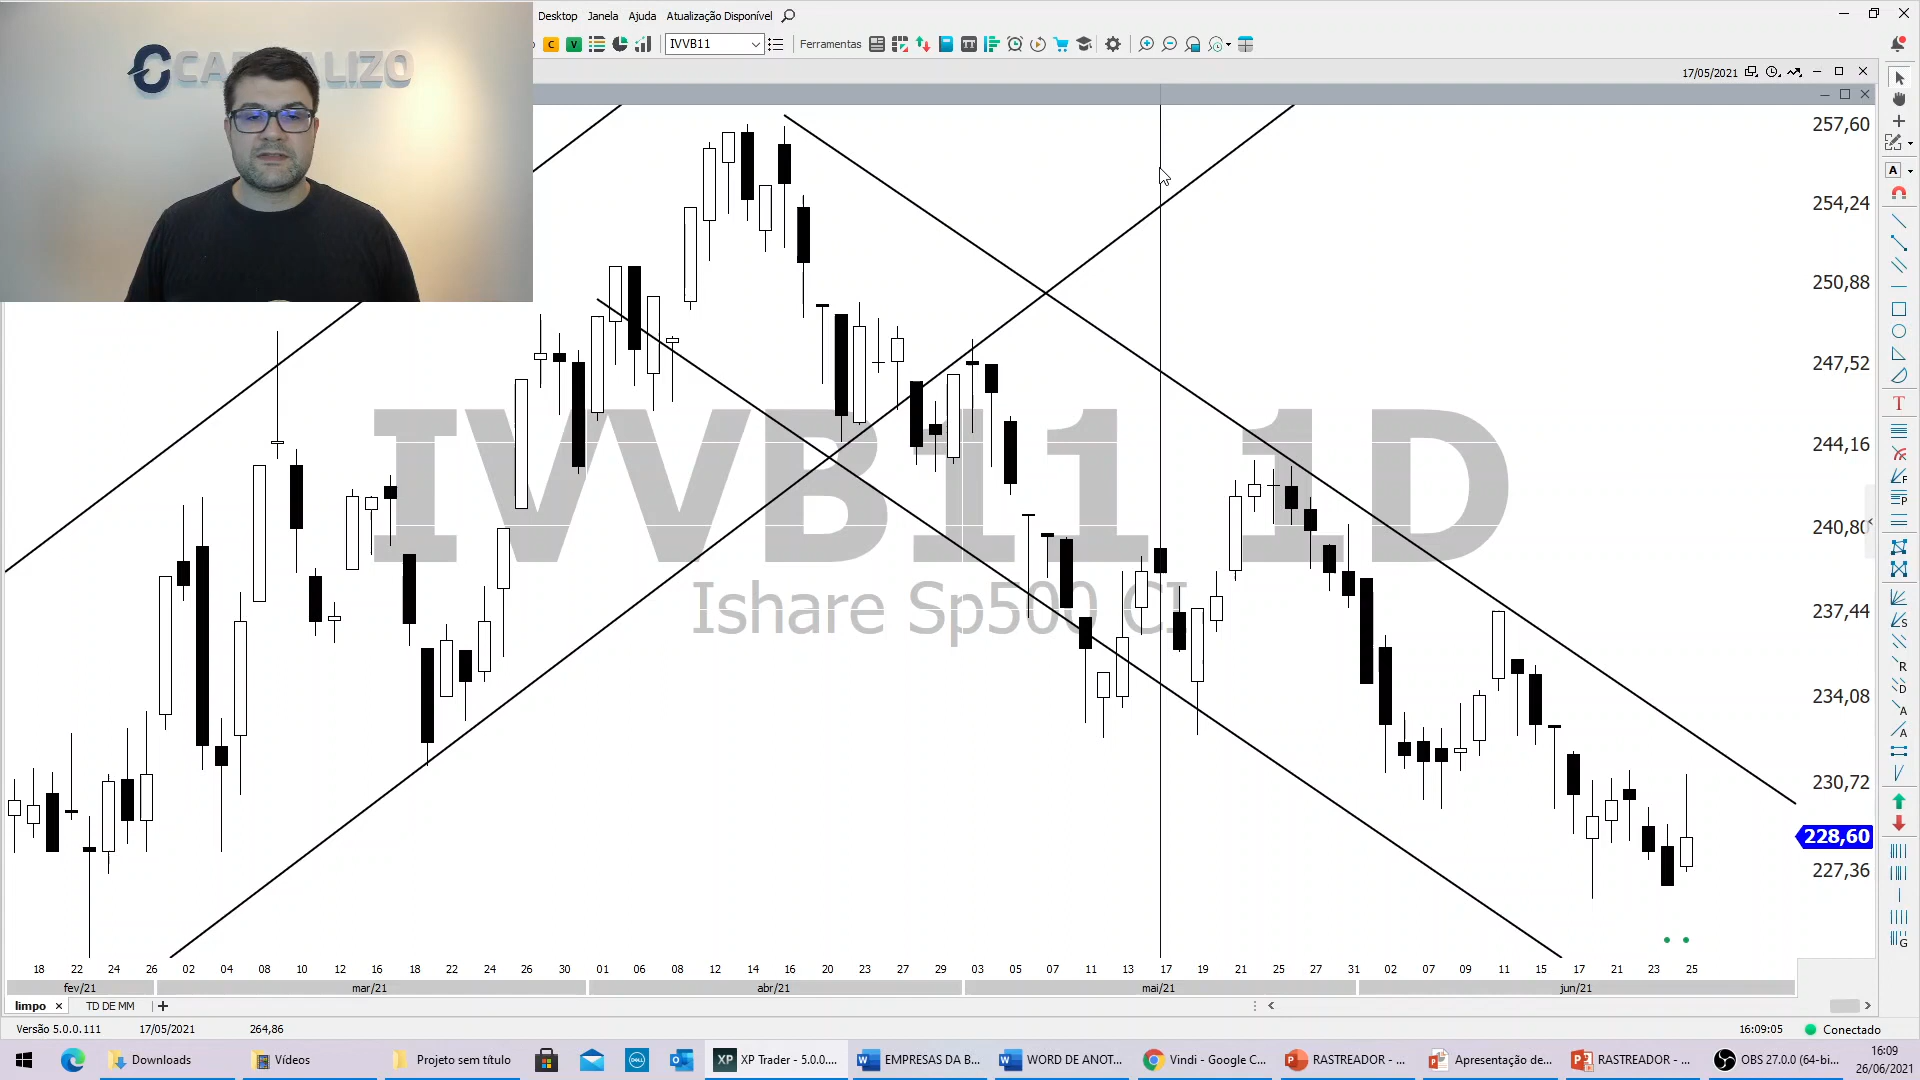 CAPITALIZO
Desktop Janela Ajuda Atualização Disponível
C V IVVB11 Ferramentas
17/05/2021
257,60
254,24
250,88
247,52
244,16
240,80
237,44
234,08
230,72
228,60
227,36
IVVB11 1D
Ishare Sp500 CI
18 22 24 26 02 04 08 10 12 16 18 22 24 26 30 01 06 08 12 14 16 20 23 27 29 03 05 07 11 13 17 19 21 25 27 31 02 07 09 11 15 17 21 23 25
fev/21 mar/21 abr/21 mai/21 jun/21
limpo TD DE MM
Versão 5.0.0.111 17/05/2021 264,86 16:09:05 Conectado
Downloads Vídeos Projeto sem título XP Trader - 5.0.0.... EMPRESAS DA B... WORD DE ANOT... Vindi - Google C... RASTREADOR - ... Apresentação de... RASTREADOR - ... OBS 27.0.0 (64-bi...
16:09
26/06/2021